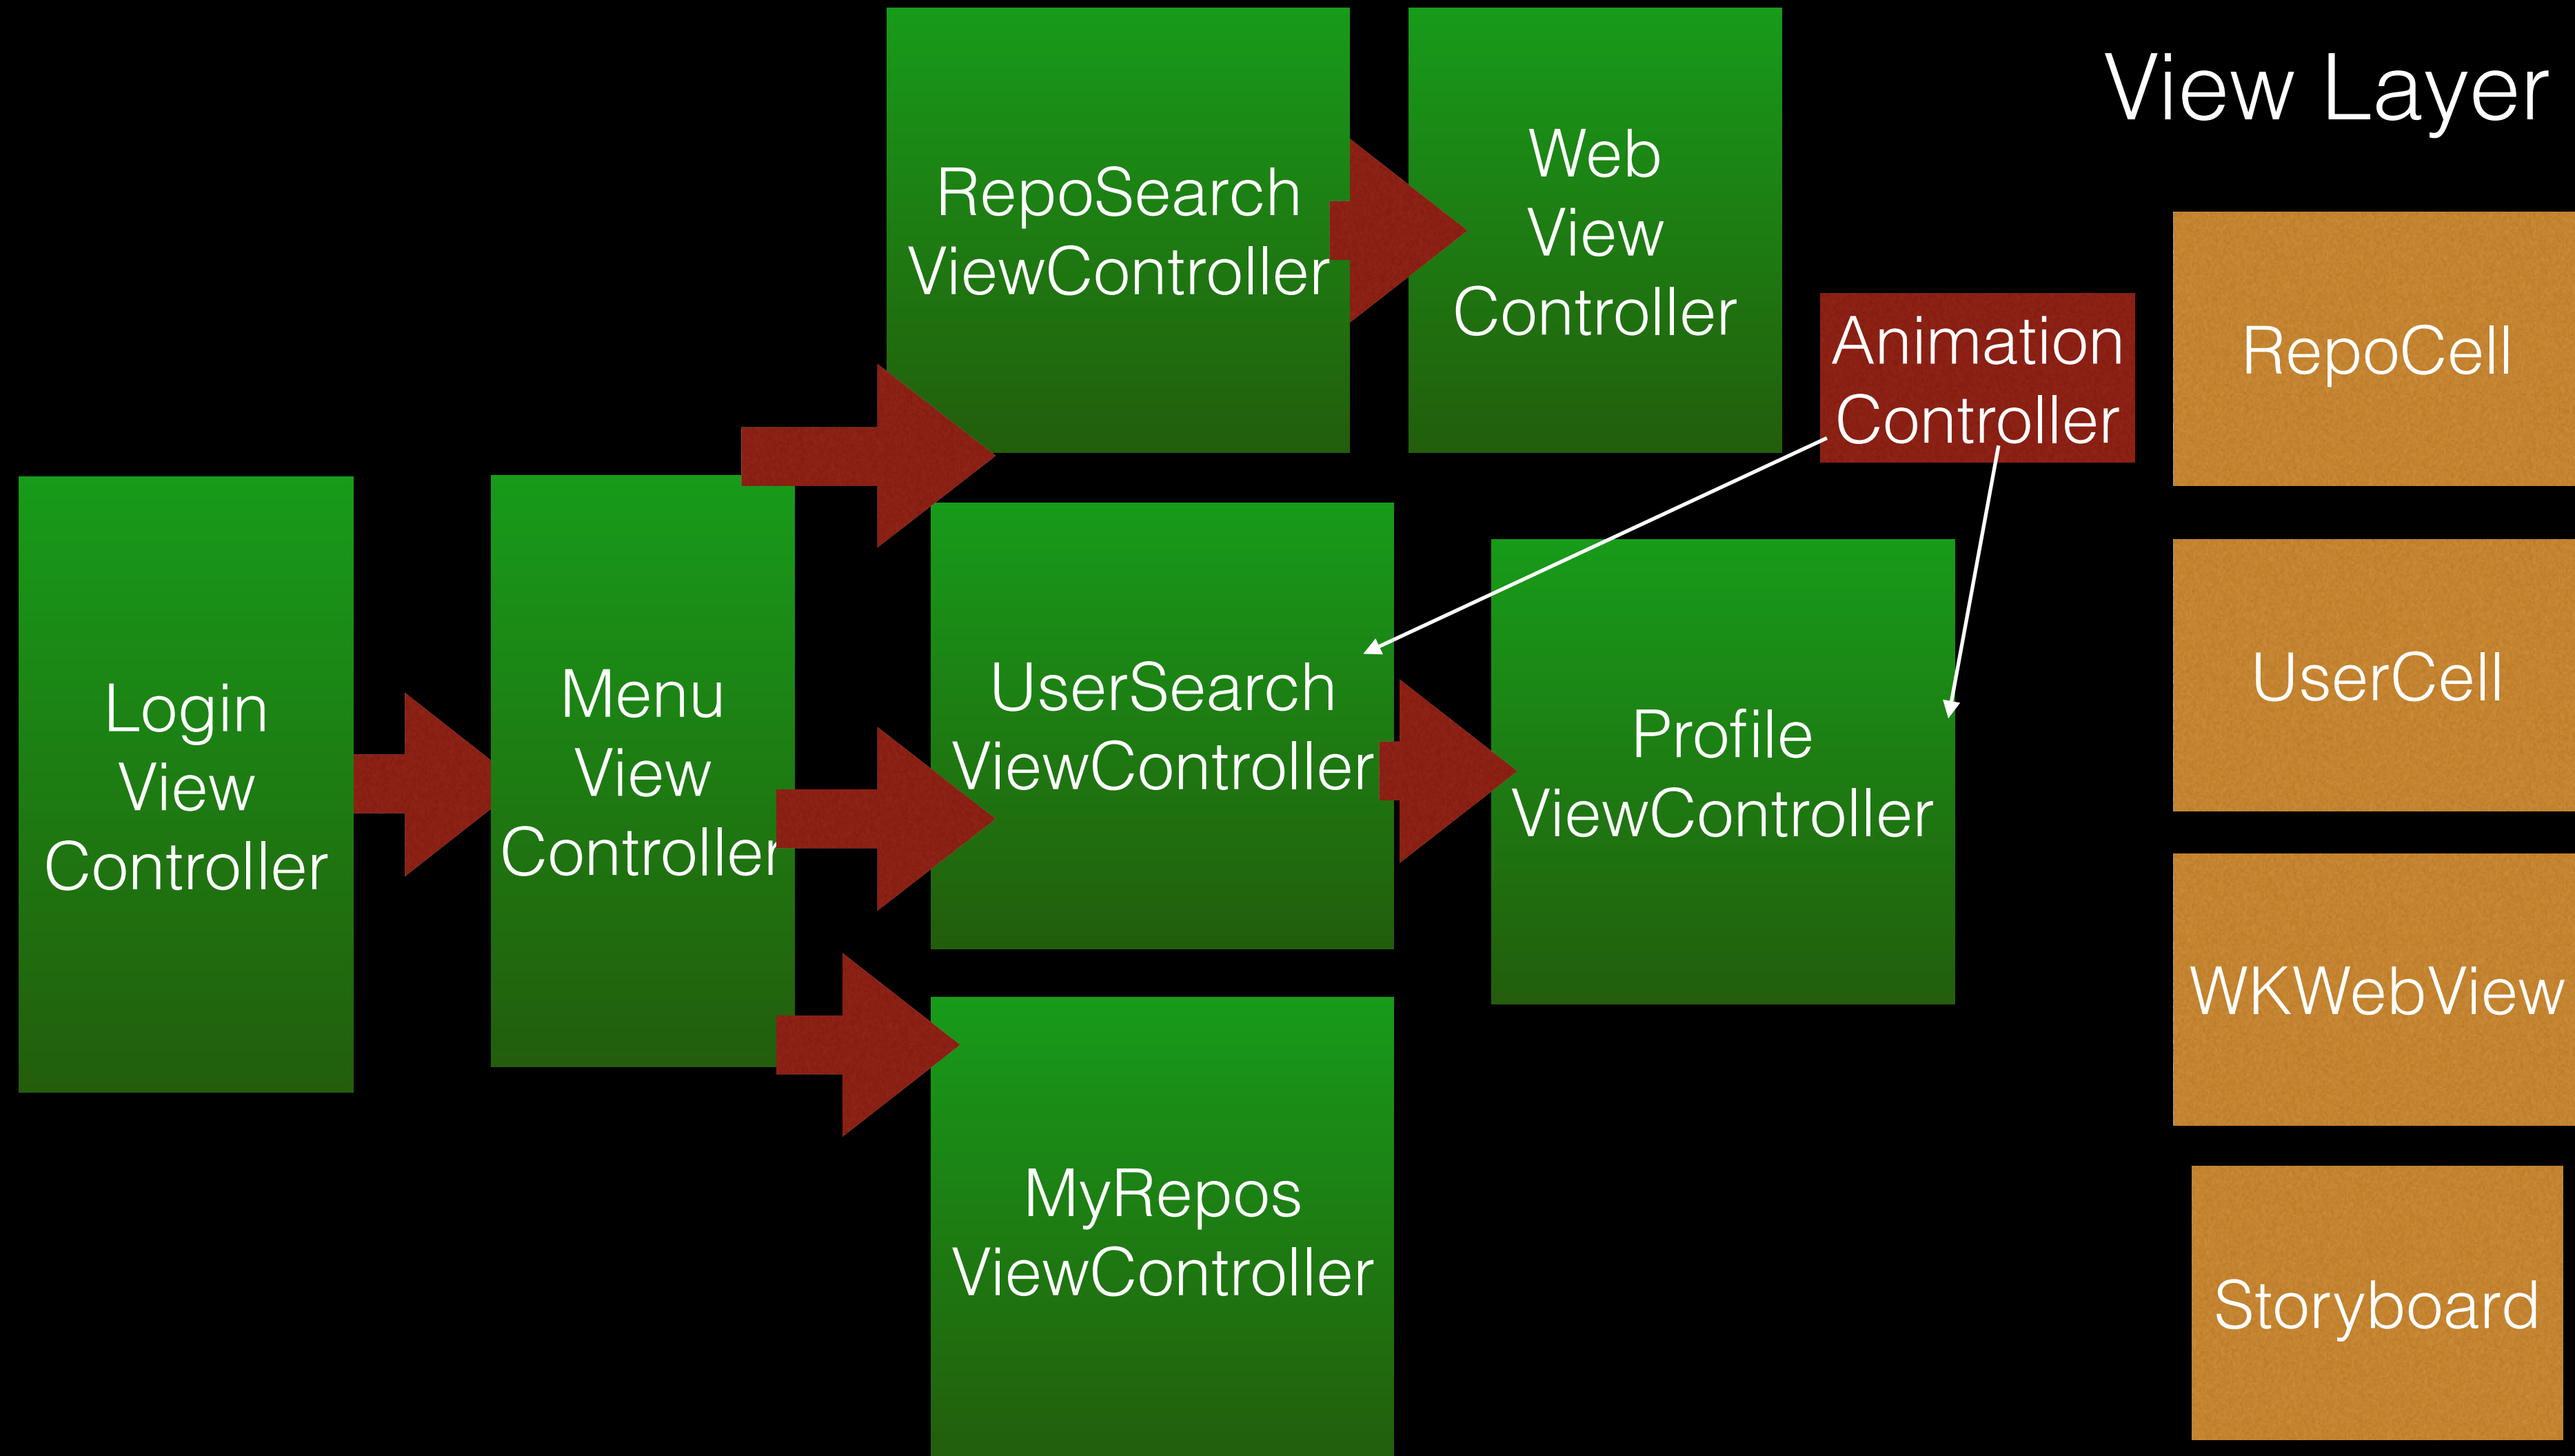 View Layer
RepoSearch
ViewController
Web
View
Controller
Animation
Controller
RepoCell
Login
View
Controller
Menu
View
Controller
UserSearch
ViewController
Profile
ViewController
UserCell
WKWebView
MyRepos
ViewController
Storyboard